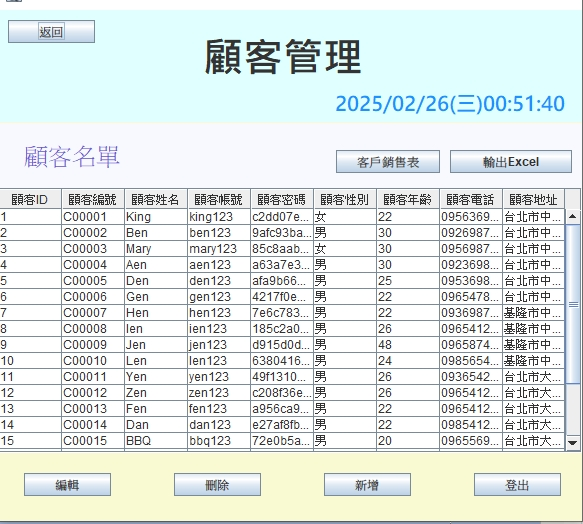 返回
顧客管理
2025/02/26(三)00:51:40
顧客名單
客戶銷售表 輸出Excel
顧客ID 顧客編號 顧客姓名 顧客帳號 顧客密碼 顧客性別 顧客年齡 顧客電話 顧客地址
1 C00001 King king123 c2dd07e... 女 22 0956369... 台北市中...
2 C00002 Ben ben123 9afc93ba... 男 30 0926987... 台北市中...
3 C00003 Mary mary123 85c8aab... 女 30 0956987... 台北市中...
4 C00004 Aen aen123 a63a7e3... 男 30 0923698... 台北市中...
5 C00005 Den den123 afa9b66... 男 25 0953698... 台北市中...
6 C00006 Gen gen123 4217f0e... 男 22 0965478... 台北市中...
7 C00007 Hen hen123 7e6c783... 男 22 0936987... 基隆市中...
8 C00008 Ien ien123 185c2a0... 男 26 0965412... 基隆市中...
9 C00009 Jen jen123 d915d0d... 男 48 0965874... 基隆市中...
10 C00010 Len len123 6380416... 男 24 0985654... 基隆市中...
11 C00011 Yen yen123 49f1310... 男 26 0936542... 台北市大...
12 C00012 Zen zen123 c208f36e... 男 26 0965412... 台北市大...
13 C00013 Fen fen123 a956ca9... 男 22 0965412... 台北市大...
14 C00014 Dan dan123 e27af8fb... 男 22 0985412... 台北市大...
15 C00015 BBQ bbq123 72e0b5a... 男 20 0965569... 台北市大...
編輯 刪除 新增 登出